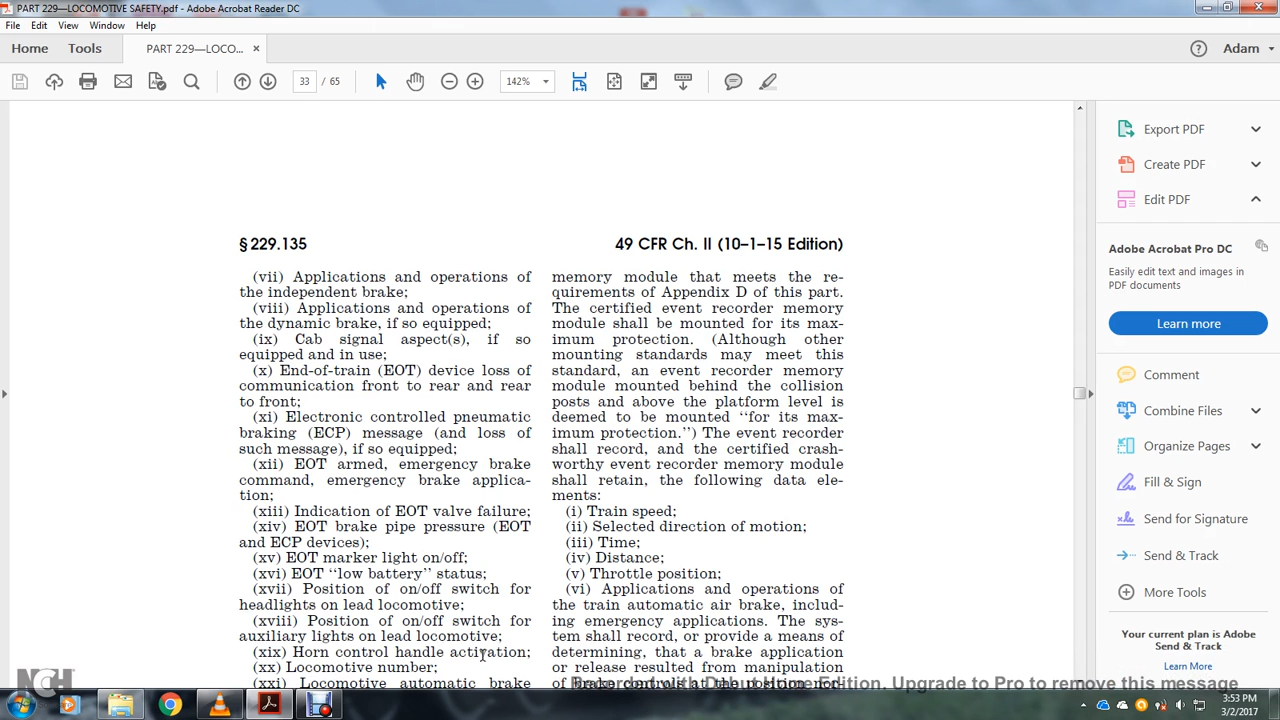 PART 229—LOCOMOTIVE SAFETY.pdf - Adobe Acrobat Reader DC
File Edit View Window Help
Home Tools PART 229—LOCO... × Adam
33 / 65 142%
§ 229.135 49 CFR Ch. II (10–1–15 Edition)
(vii) Applications and operations of
the independent brake;
(viii) Applications and operations of
the dynamic brake, if so equipped;
(ix) Cab signal aspect(s), if so
equipped and in use;
(x) End-of-train (EOT) device loss of
communication front to rear and rear
to front;
(xi) Electronic controlled pneumatic
braking (ECP) message (and loss of
such message), if so equipped;
(xii) EOT armed, emergency brake
command, emergency brake applica-
tion;
(xiii) Indication of EOT valve failure;
(xiv) EOT brake pipe pressure (EOT
and ECP devices);
(xv) EOT marker light on/off;
(xvi) EOT ‘‘low battery’’ status;
(xvii) Position of on/off switch for
headlights on lead locomotive;
(xviii) Position of on/off switch for
auxiliary lights on lead locomotive;
(xix) Horn control handle activation;
(xx) Locomotive number;
(xxi) Locomotive automatic brake
memory module that meets the re-
quirements of Appendix D of this part.
The certified event recorder memory
module shall be mounted for its max-
imum protection. (Although other
mounting standards may meet this
standard, an event recorder memory
module mounted behind the collision
posts and above the platform level is
deemed to be mounted ‘‘for its max-
imum protection.’’) The event recorder
shall record, and the certified crash-
worthy event recorder memory module
shall retain, the following data ele-
ments:
(i) Train speed;
(ii) Selected direction of motion;
(iii) Time;
(iv) Distance;
(v) Throttle position;
(vi) Applications and operations of
the train automatic air brake, includ-
ing emergency applications. The sys-
tem shall record, or provide a means of
determining, that a brake application
or release resulted from manipulation
of brake controls at the position nor-
Export PDF
Create PDF
Edit PDF
Adobe Acrobat Pro DC
Easily edit text and images in
PDF documents
Learn more
Comment
Combine Files
Organize Pages
Fill & Sign
Send for Signature
Send & Track
More Tools
Your current plan is Adobe
Send & Track
Learn More
NCH
Recorded with Debut Home Edition. Upgrade to Pro to remove this message
3:53 PM
3/2/2017